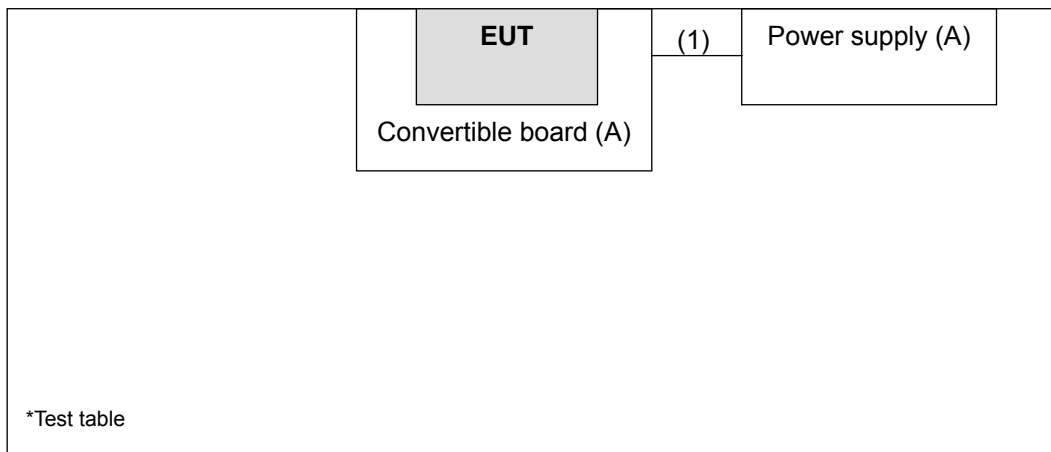 EUT
(1)
Power supply (A)
Convertible board (A)
*Test table